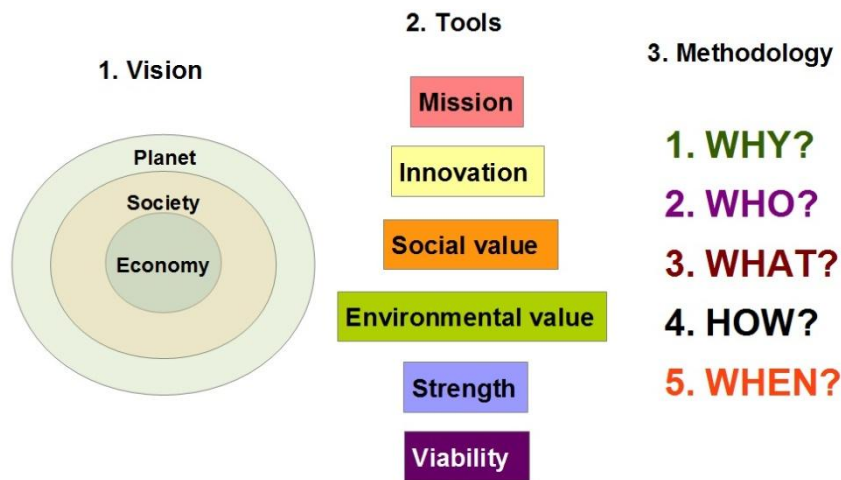 1. Vision
Planet
Society
Economy
2. Tools
Mission
Innovation
Social value
Environmental value
Strength
Viability
3. Methodology
1. WHY?
2. WHO?
3. WHAT?
4. HOW?
5. WHEN?